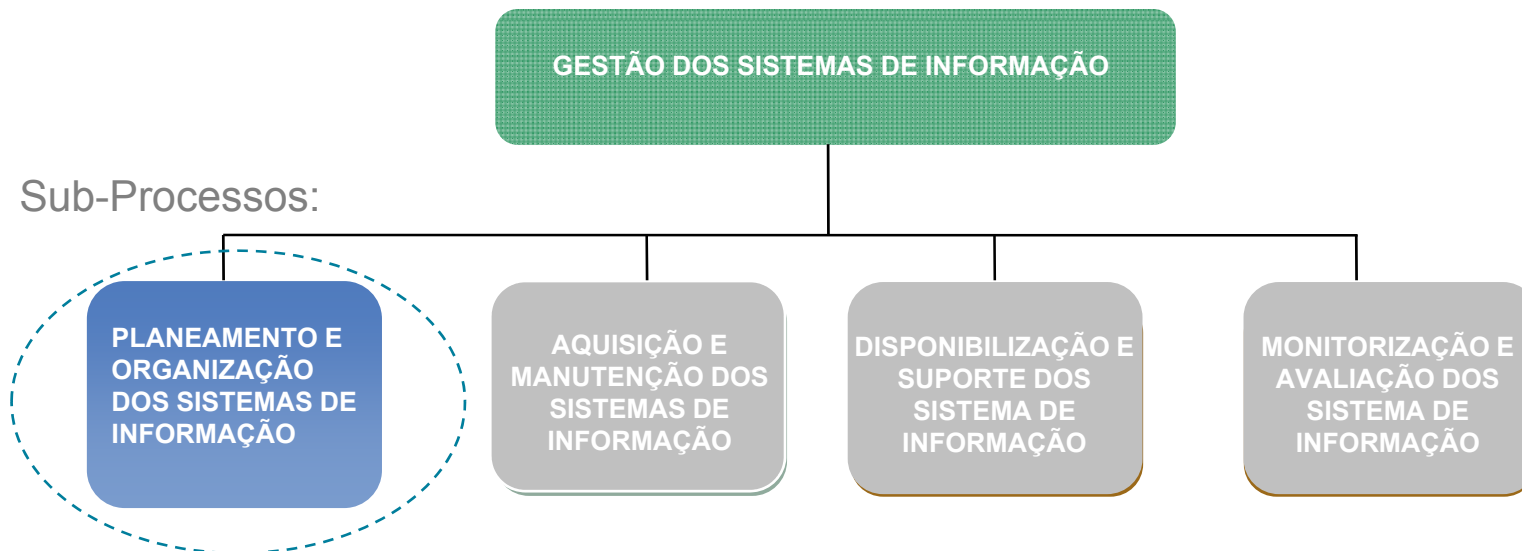 GESTÃO DOS SISTEMAS DE INFORMAÇÃO
Sub-Processos:
PLANEAMENTO E
ORGANIZAÇÃO
DOS SISTEMAS DE
INFORMAÇÃO
AQUISIÇÃO E
MANUTENÇÃO DOS
SISTEMAS DE
INFORMAÇÃO
DISPONIBILIZAÇÃO E
SUPORTE DOS
SISTEMA DE
INFORMAÇÃO
MONITORIZAÇÃO E
AVALIAÇÃO DOS
SISTEMA DE
INFORMAÇÃO